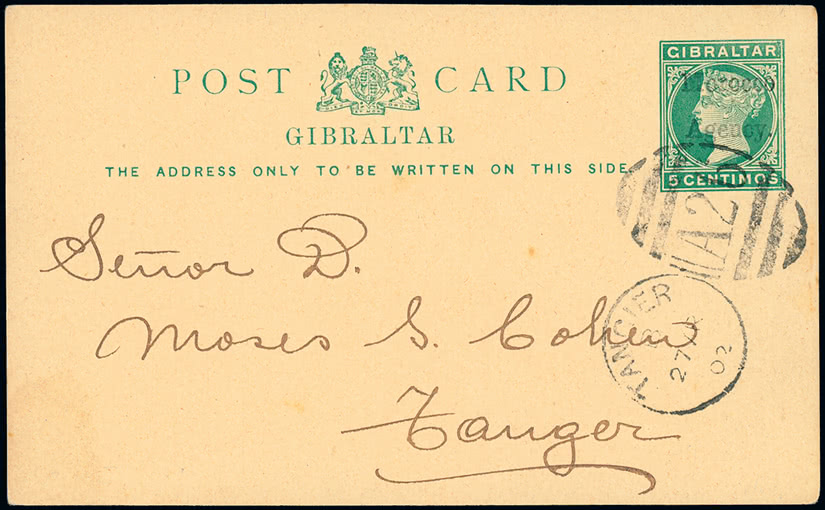 POST CARD
GIBRALTAR
THE ADDRESS ONLY TO BE WRITTEN ON THIS SIDE.
GIBRALTAR
Morocco
Agency.
5 CENTIMOS
A26
Señor D.
Moses S. Cohen
Tanger
TANGIER
27
02